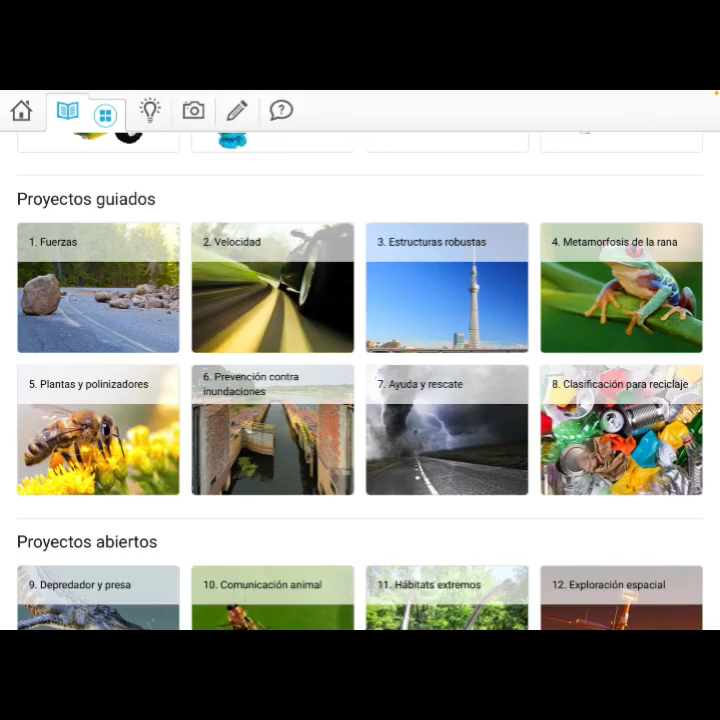 Proyectos guiados
1. Fuerzas
2. Velocidad
3. Estructuras robustas
4. Metamorfosis de la rana
5. Plantas y polinizadores
6. Prevención contra
inundaciones
7. Ayuda y rescate
8. Clasificación para reciclaje
Proyectos abiertos
9. Depredador y presa
10. Comunicación animal
11. Hábitats extremos
12. Exploración espacial